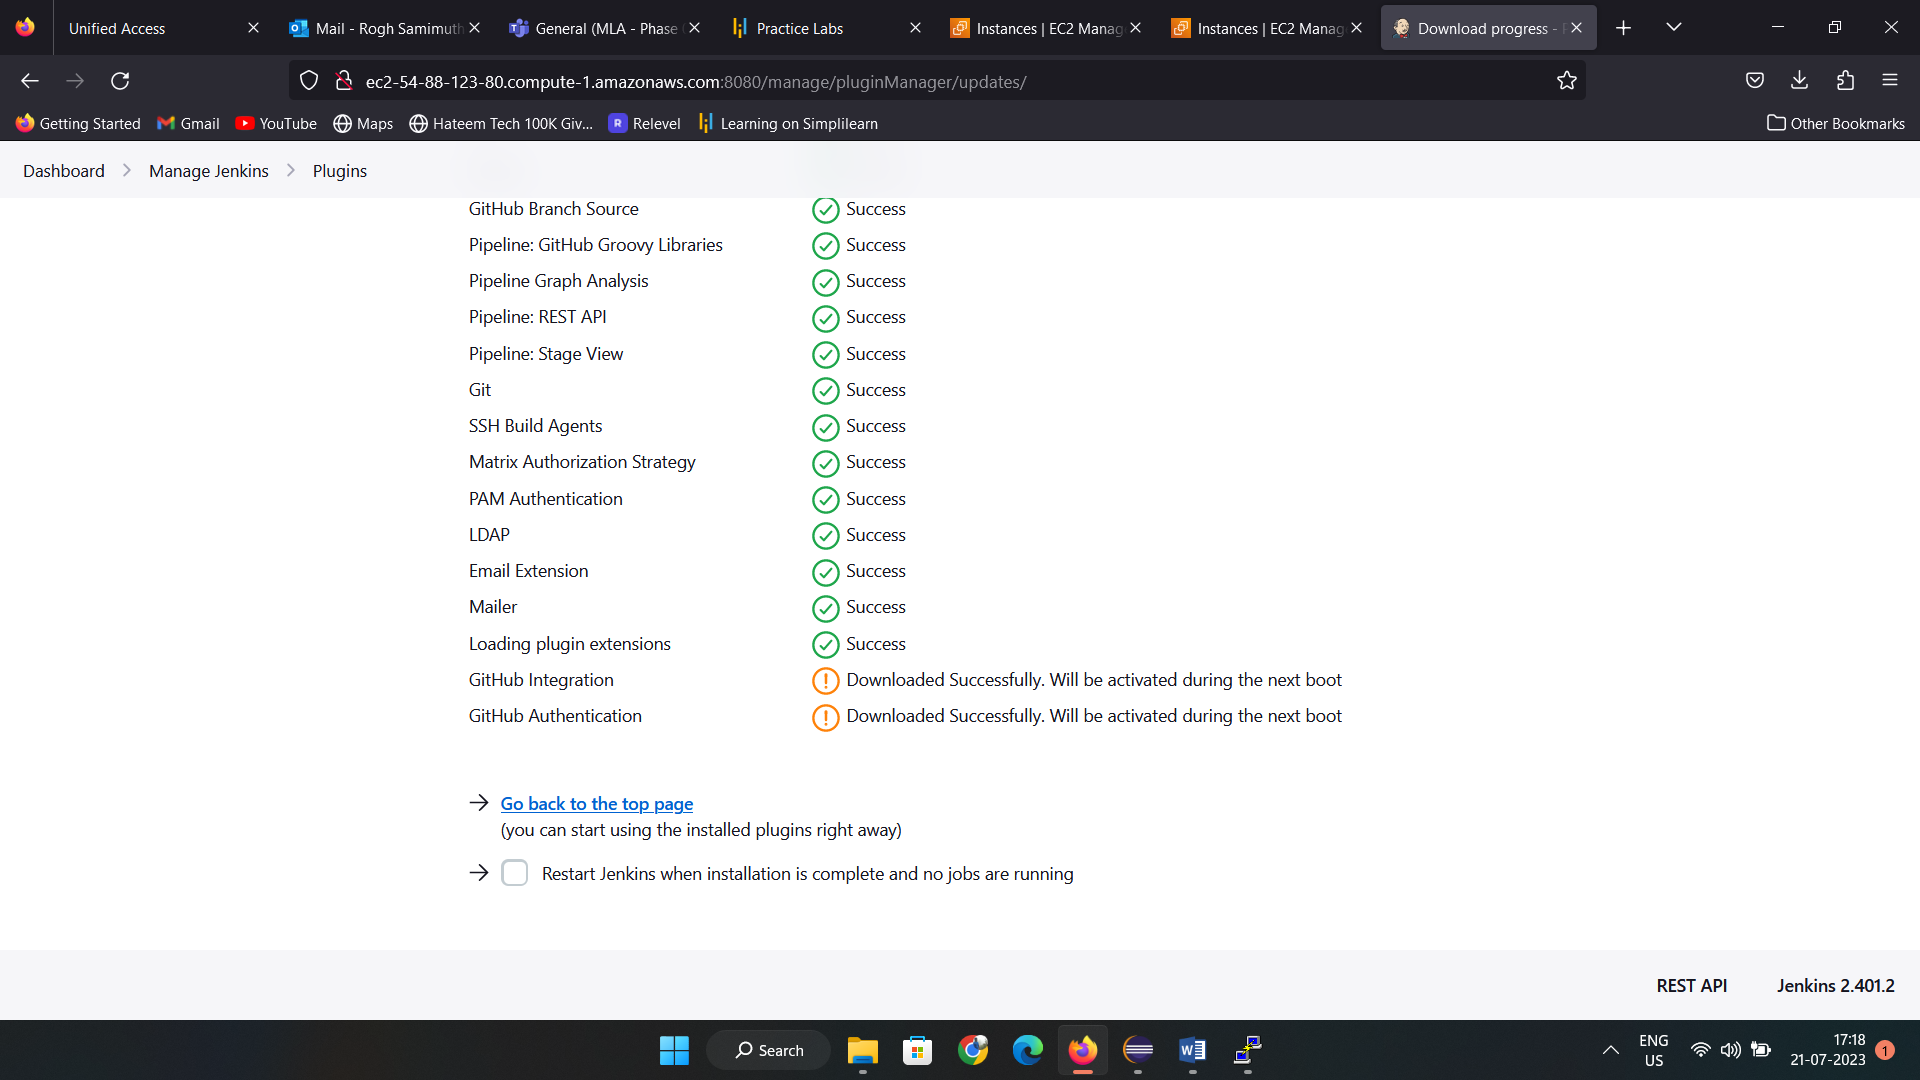 Unified Access
Mail - Rogh Samimuth
General (MLA - Phase
Practice Labs
Instances | EC2 Manag
Instances | EC2 Manag
Download progress -
ec2-54-88-123-80.compute-1.amazonaws.com:8080/manage/pluginManager/updates/
Getting Started
Gmail
YouTube
Maps
Hateem Tech 100K Giv...
Relevel
Learning on Simplilearn
Other Bookmarks
Dashboard
Manage Jenkins
Plugins
GitHub Branch Source Success
Pipeline: GitHub Groovy Libraries Success
Pipeline Graph Analysis Success
Pipeline: REST API Success
Pipeline: Stage View Success
Git Success
SSH Build Agents Success
Matrix Authorization Strategy Success
PAM Authentication Success
LDAP Success
Email Extension Success
Mailer Success
Loading plugin extensions Success
GitHub Integration Downloaded Successfully. Will be activated during the next boot
GitHub Authentication Downloaded Successfully. Will be activated during the next boot
Go back to the top page
(you can start using the installed plugins right away)
Restart Jenkins when installation is complete and no jobs are running
REST API
Jenkins 2.401.2
Search
ENG
US
17:18
21-07-2023
1